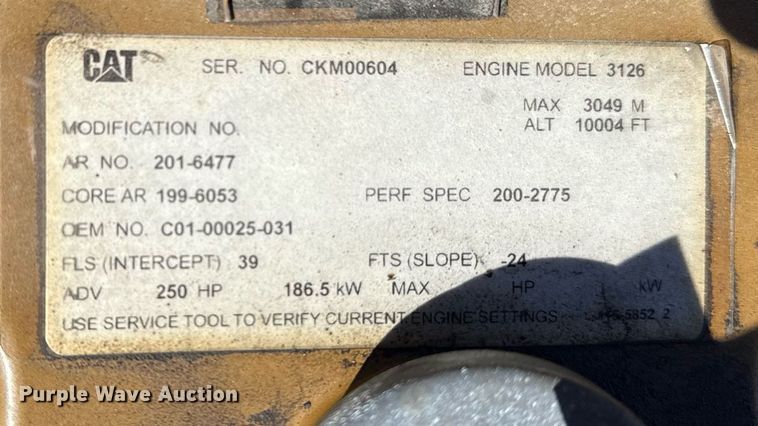 CAT SER. NO. CKM00604 ENGINE MODEL 3126
MAX 3049 M
MODIFICATION NO. ALT 10004 FT
AR NO. 201-6477
CORE AR 199-6053 PERF SPEC 200-2775
OEM NO. C01-00025-031
FLS (INTERCEPT) 39 FTS (SLOPE) -24
ADV 250 HP 186.5 kW MAX HP kW
USE SERVICE TOOL TO VERIFY CURRENT ENGINE SETTINGS 5852 2
Purple Wave Auction